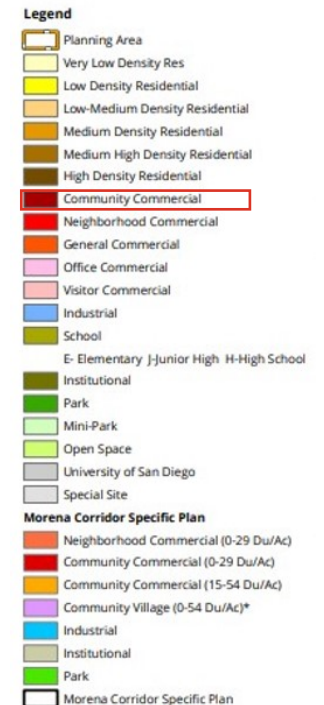 Legend
Planning Area
Very Low Density Res
Low Density Residential
Low-Medium Density Residential
Medium Density Residential
Medium High Density Residential
High Density Residential
Community Commercial
Neighborhood Commercial
General Commercial
Office Commercial
Visitor Commercial
Industrial
School
E- Elementary J-Junior High H-High School
Institutional
Park
Mini-Park
Open Space
University of San Diego
Special Site
Morena Corridor Specific Plan
Neighborhood Commercial (0-29 Du/Ac)
Community Commercial (0-29 Du/Ac)
Community Commercial (15-54 Du/Ac)
Community Village (0-54 Du/Ac)*
Industrial
Institutional
Park
Morena Corridor Specific Plan